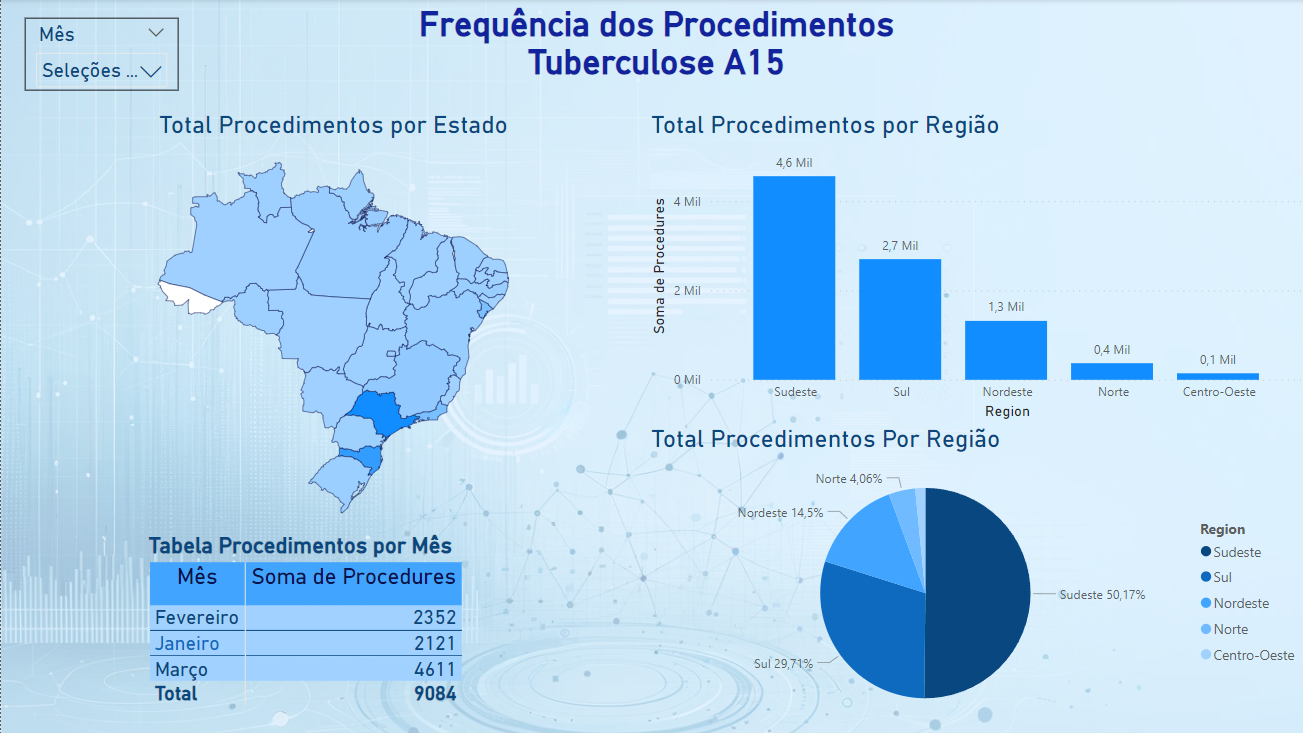 Mês
Seleções ...
Frequência dos Procedimentos
Tuberculose A15
Total Procedimentos por Estado
Total Procedimentos por Região
Soma de Procedures
4 Mil
2 Mil
0 Mil
4,6 Mil
2,7 Mil
1,3 Mil
0,4 Mil
0,1 Mil
Sudeste
Sul
Nordeste
Norte
Centro-Oeste
Region
Total Procedimentos Por Região
Norte 4,06%
Nordeste 14,5%
Sudeste 50,17%
Sul 29,71%
Region
Sudeste
Sul
Nordeste
Norte
Centro-Oeste
Tabela Procedimentos por Mês
Mês Soma de Procedures
Fevereiro 2352
Janeiro 2121
Março 4611
Total 9084